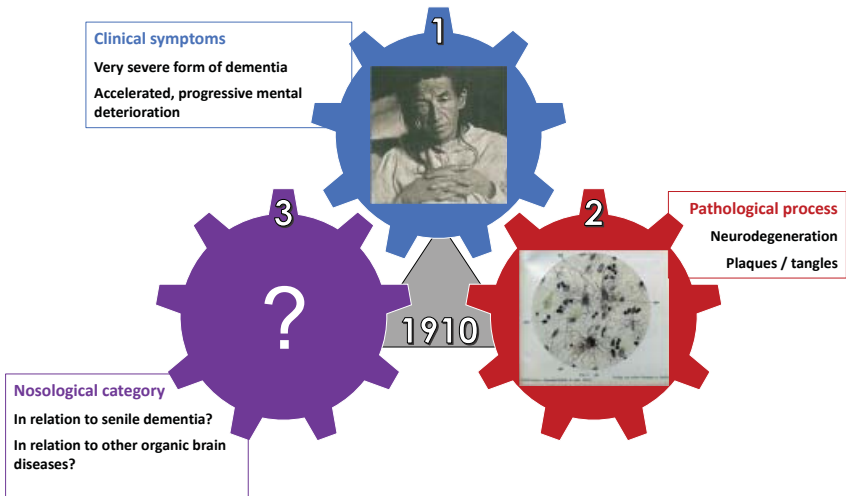 1
Clinical symptoms
Very severe form of dementia
Accelerated, progressive mental
deterioration
3
2
Pathological process
Neurodegeneration
Plaques / tangles
?
1910
Nosological category
In relation to senile dementia?
In relation to other organic brain
diseases?